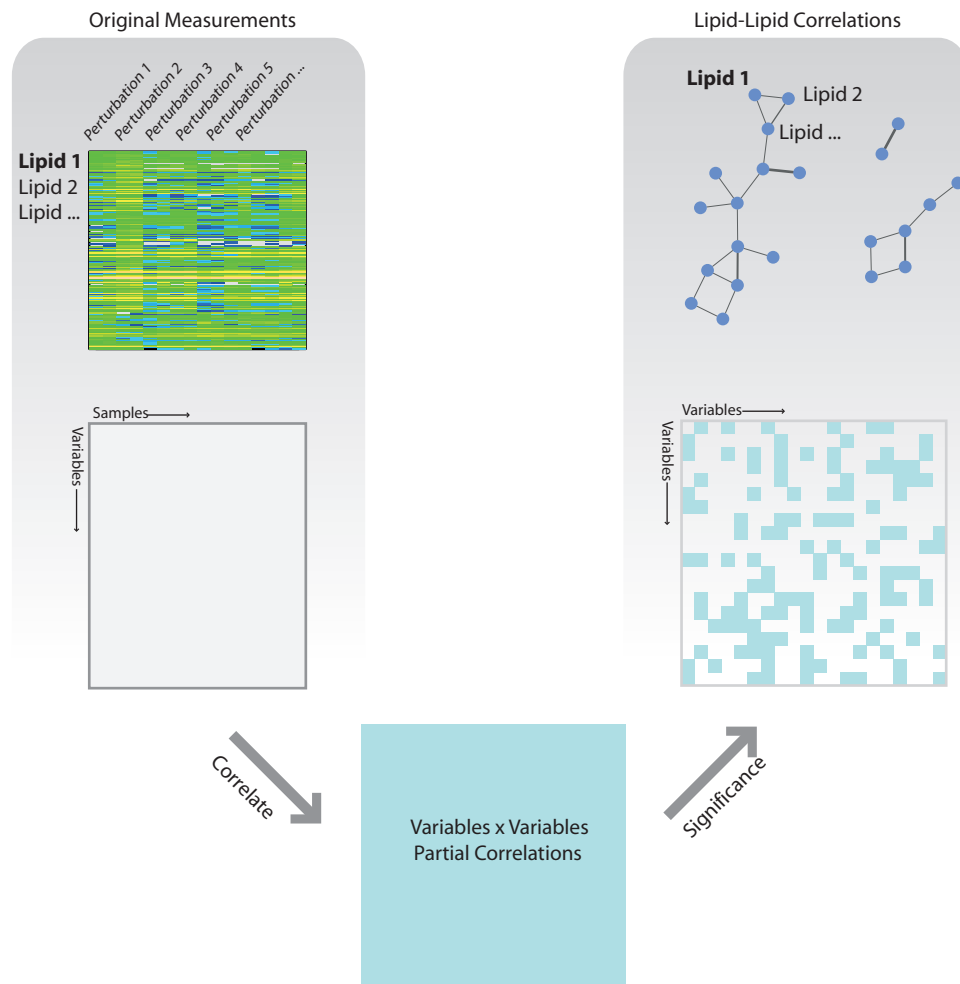 Original Measurements
Perturbation 1
Perturbation 2
Perturbation 3
Perturbation 4
Perturbation 5
Perturbation ...
Lipid 1
Lipid 2
Lipid ...
Samples
Variables
Correlate
Variables x Variables
Partial Correlations
Significance
Lipid-Lipid Correlations
Lipid 1
Lipid 2
Lipid ...
Variables
Variables